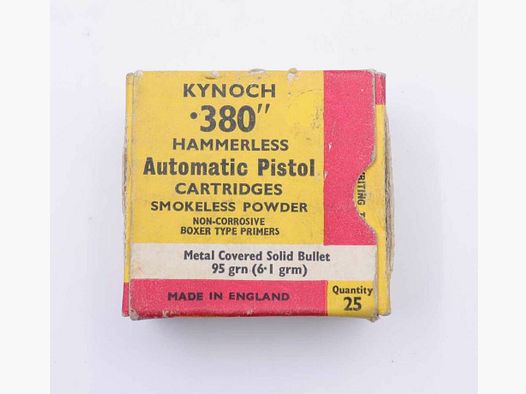 KYNOCH
·380"
HAMMERLESS
Automatic Pistol
CARTRIDGES
SMOKELESS POWDER
NON-CORROSIVE
BOXER TYPE PRIMERS
Metal Covered Solid Bullet
95 grn (6·1 grm)
MADE IN ENGLAND
Quantity
25